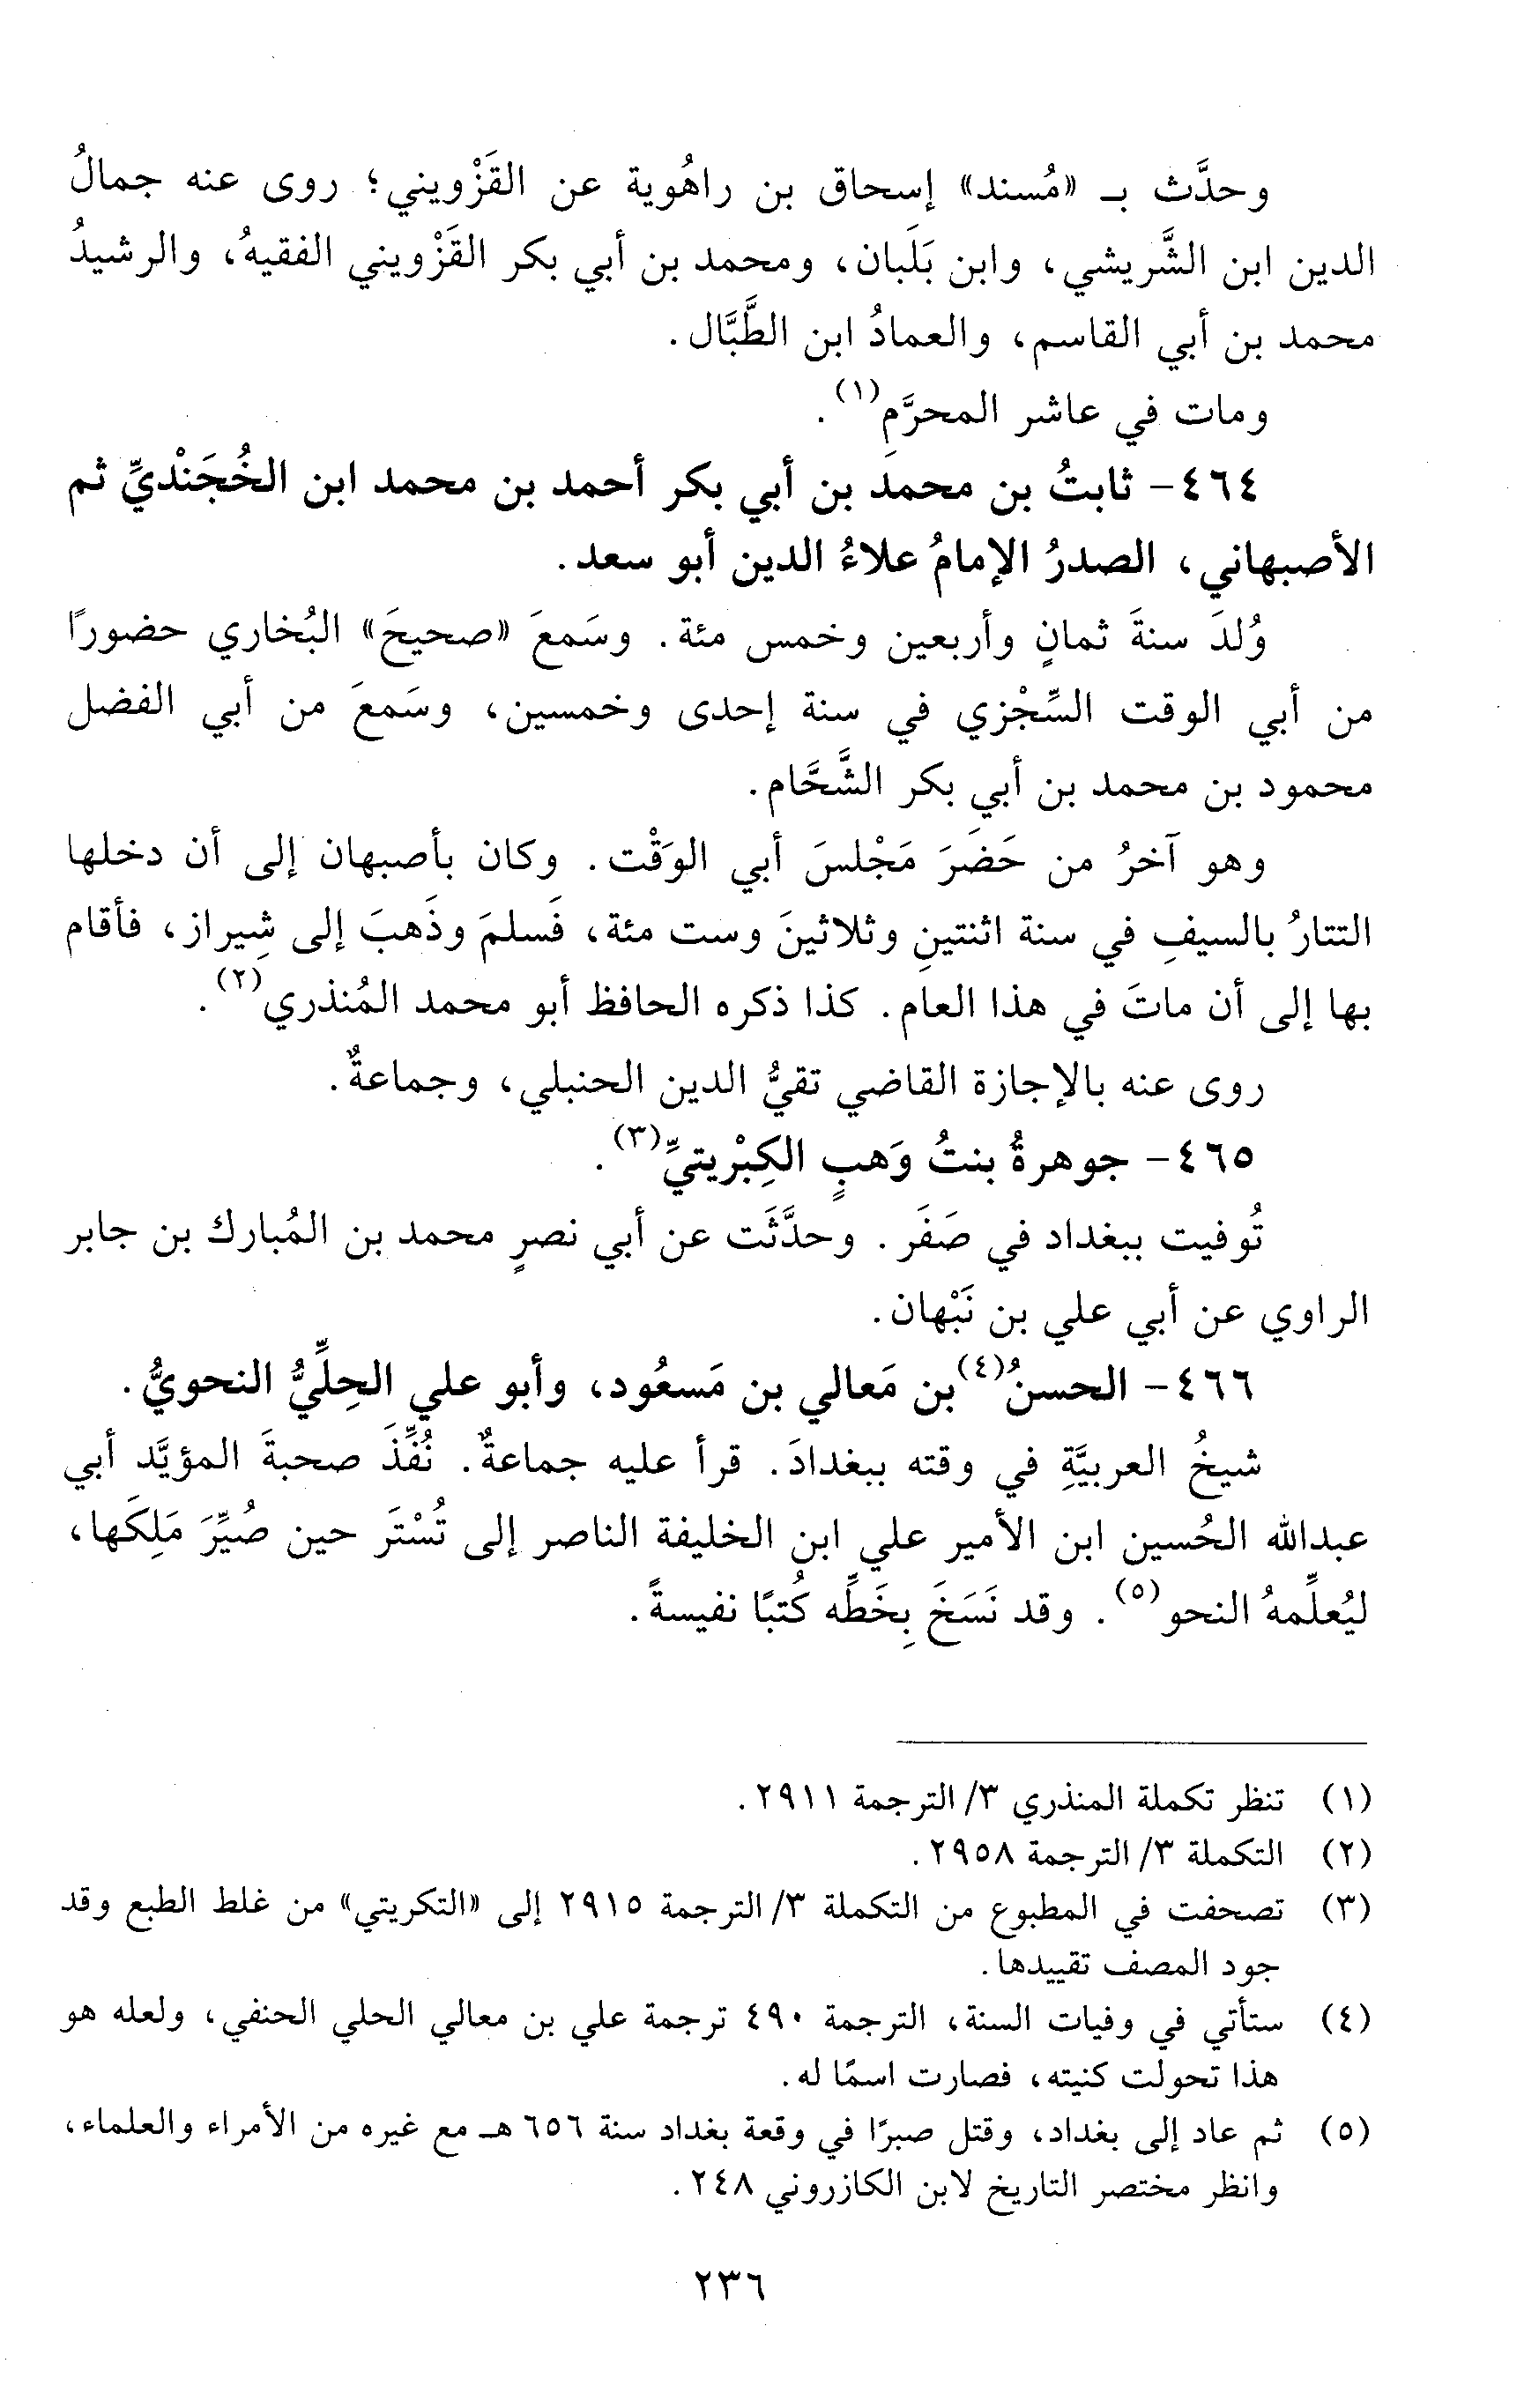 وحدَّث بـ «مُسند» إسحاق بن راهُوية عن القَزْويني؛ روى عنه جمالُ
الدين ابن الشَّريشي، وابن بَلَبان، ومحمد بن أبي بكر القَزْويني الفقيهُ، والرشيدُ
محمد بن أبي القاسم، والعمادُ ابن الطَّبَّال.
ومات في عاشر المحرَّمِ(١).
٤٦٤- ثابتُ بن محمد بن أبي بكر أحمد بن محمد ابن الخُجَنْديِّ ثم
الأصبهاني، الصدرُ الإمامُ علاءُ الدين أبو سعد.
وُلدَ سنةَ ثمانٍ وأربعين وخمس مئة. وسَمعَ «صحيحَ» البُخاري حضورًا
من أبي الوقت السِّجْزي في سنة إحدى وخمسين، وسَمعَ من أبي الفضل
محمود بن محمد بن أبي بكر الشَّحَّام.
وهو آخرُ من حَضَرَ مَجْلسَ أبي الوَقْت. وكان بأصبهان إلى أن دخلها
التتارُ بالسيفِ في سنة اثنتينِ وثلاثينَ وست مئة، فَسلمَ وذَهبَ إلى شِيراز، فأقام
بها إلى أن ماتَ في هذا العام. كذا ذكره الحافظ أبو محمد المُنذري(٢).
روى عنه بالإجازة القاضي تقيُّ الدين الحنبلي، وجماعةٌ.
٤٦٥- جوهرةُ بنتُ وَهبٍ الكِبْريتيِّ(٣).
تُوفيت ببغداد في صَفَر. وحدَّثَت عن أبي نصرٍ محمد بن المُبارك بن جابر
الراوي عن أبي علي بن نَبْهان.
٤٦٦- الحسنُ(٤) بن مَعالي بن مَسعُود، وأبو علي الحِلِّيُّ النحويُّ.
شيخُ العربيَّةِ في وقته ببغدادَ. قرأ عليه جماعةٌ. نُفِّذَ صحبةَ المؤيَّد أبي
عبدالله الحُسين ابن الأمير علي ابن الخليفة الناصر إلى تُسْتَر حين صُيِّرَ مَلِكَها،
ليُعلِّمهُ النحو(٥). وقد نَسَخَ بِخَطِّه كُتبًا نفيسةً.
(١) تنظر تكملة المنذري ٣/ الترجمة ٢٩١١.
(٢) التكملة ٣/ الترجمة ٢٩٥٨.
(٣) تصحفت في المطبوع من التكملة ٣/ الترجمة ٢٩١٥ إلى «التكريتي» من غلط الطبع وقد
جود المصف تقييدها.
(٤) ستأتي في وفيات السنة، الترجمة ٤٩٠ ترجمة علي بن معالي الحلي الحنفي، ولعله هو
هذا تحولت كنيته، فصارت اسمًا له.
(٥) ثم عاد إلى بغداد، وقتل صبرًا في وقعة بغداد سنة ٦٥٦ هـ مع غيره من الأمراء والعلماء،
وانظر مختصر التاريخ لابن الكازروني ٢٤٨.
٢٣٦